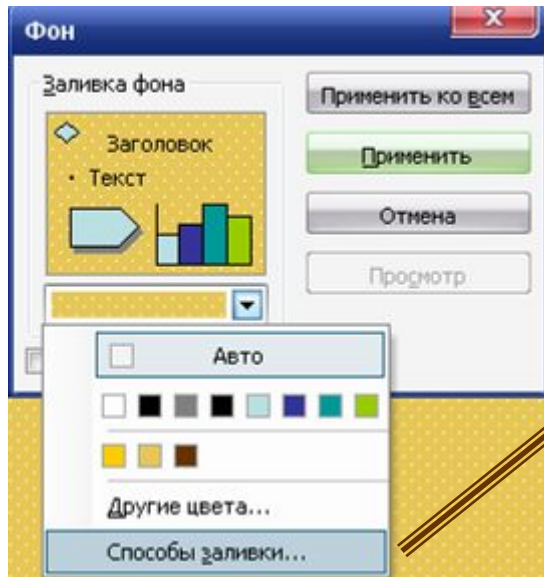 Фон
Заливка фона
Заголовок
• Текст
Применить ко всем
Применить
Отмена
Просмотр
Авто
Другие цвета...
Способы заливки...